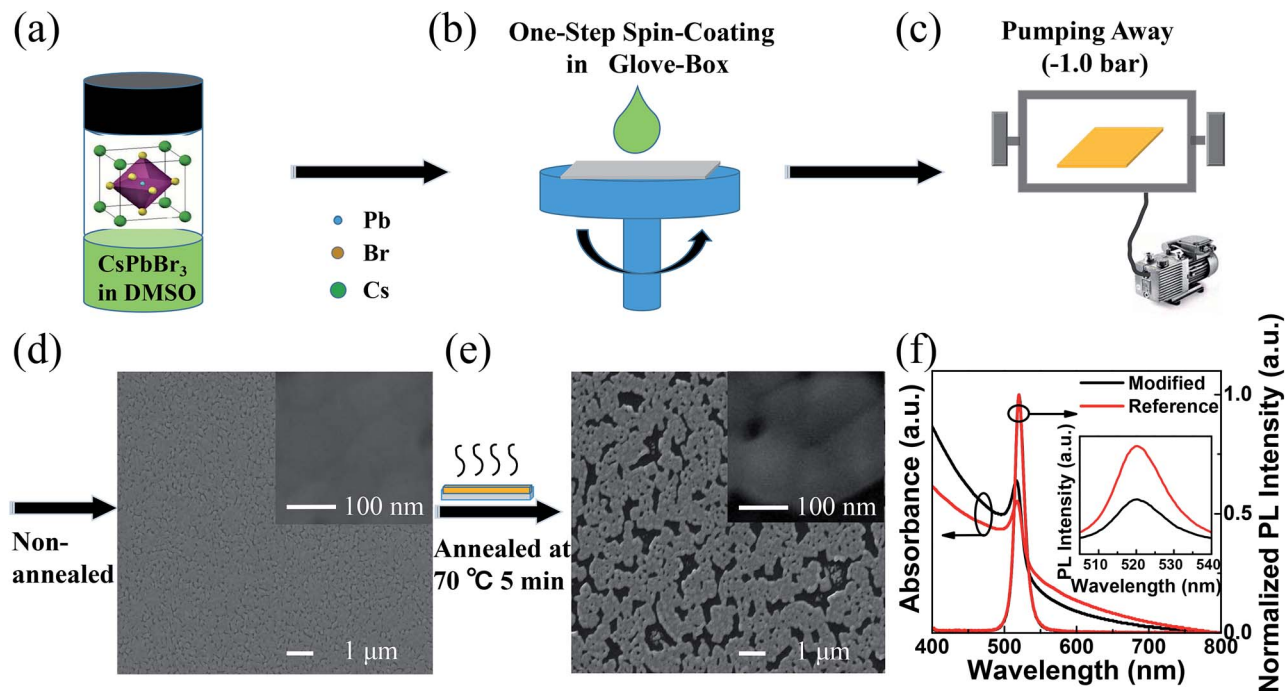 (a)
CsPbBr₃
in DMSO
Pb
Br
Cs
(b)
One-Step Spin-Coating
in Glove-Box
(c)
Pumping Away
(-1.0 bar)
(d)
Non-
annealed
100 nm
1 μm
(e)
Annealed at
70 °C 5 min
100 nm
1 μm
(f)
Absorbance (a.u.)
Modified
Reference
PL Intensity (a.u.)
510 520 530 540
Wavelength (nm)
1.0
0.5
0.0
400 500 600 700 800
Wavelength (nm)
Normalized PL Intensity (a.u.)